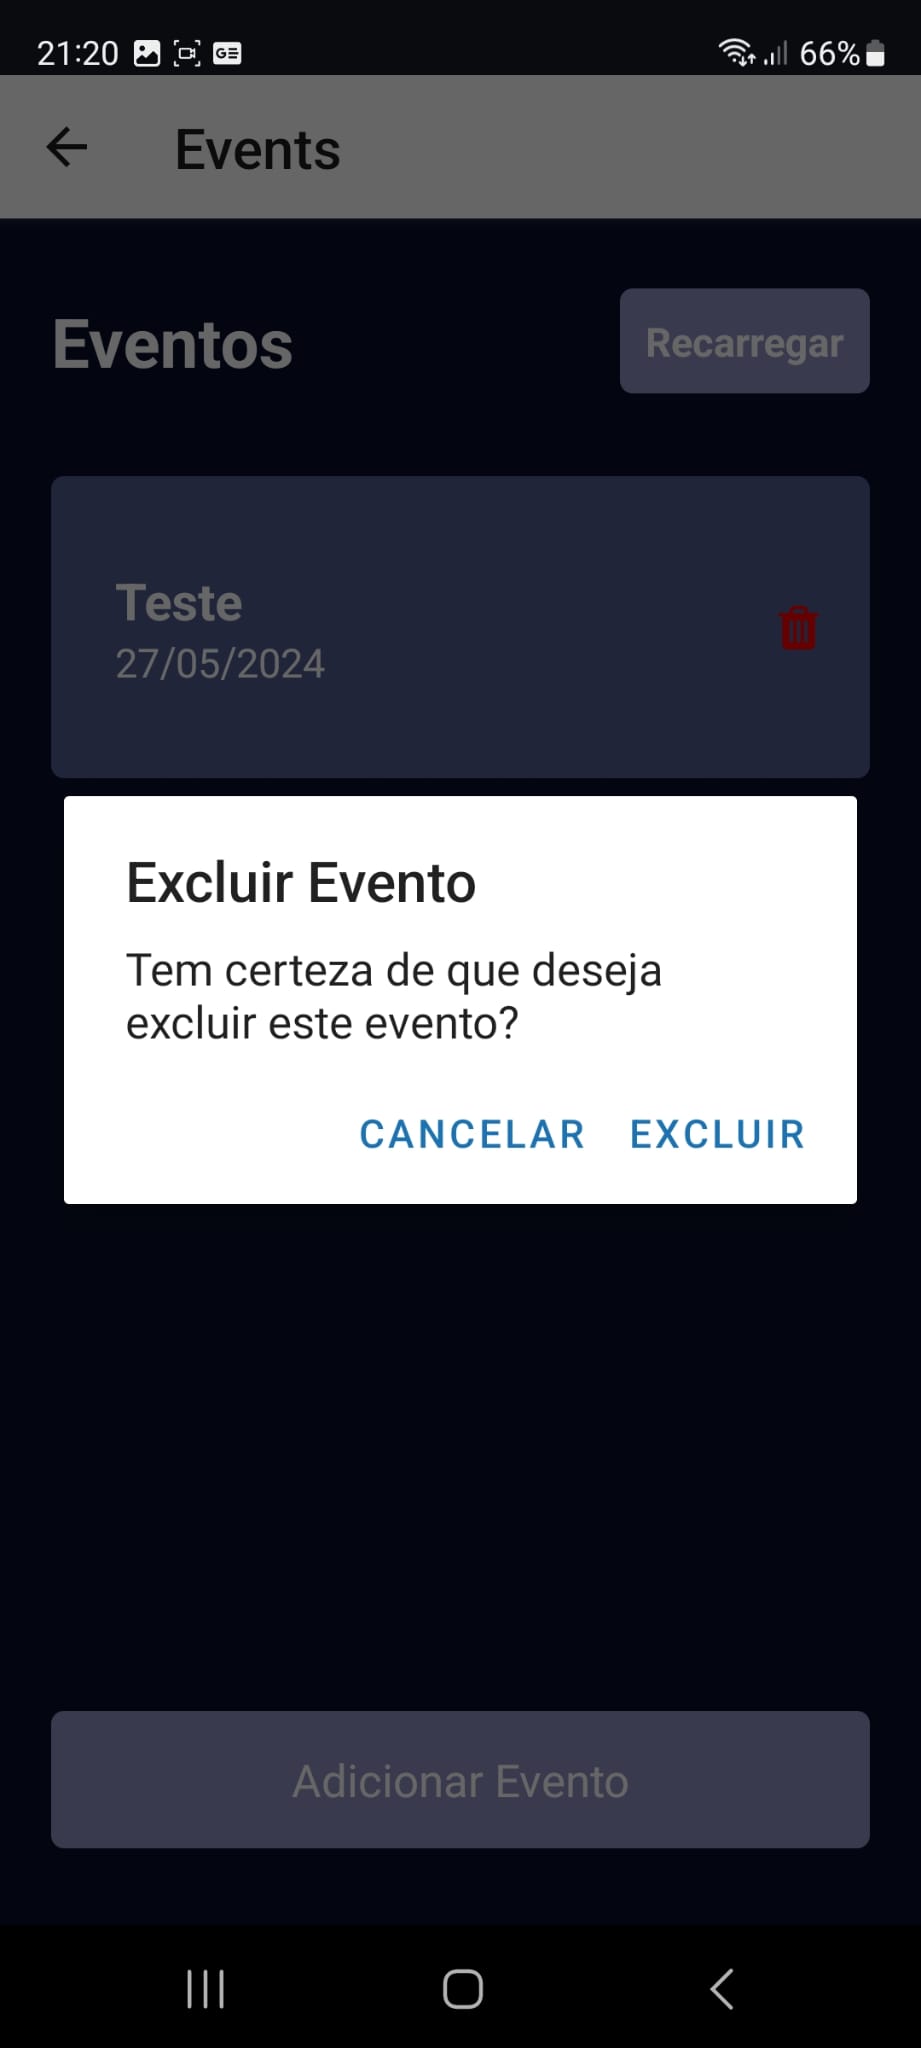 21:20
66%
Events
Eventos
Recarregar
Teste
27/05/2024
Excluir Evento
Tem certeza de que deseja
excluir este evento?
CANCELAR EXCLUIR
Adicionar Evento